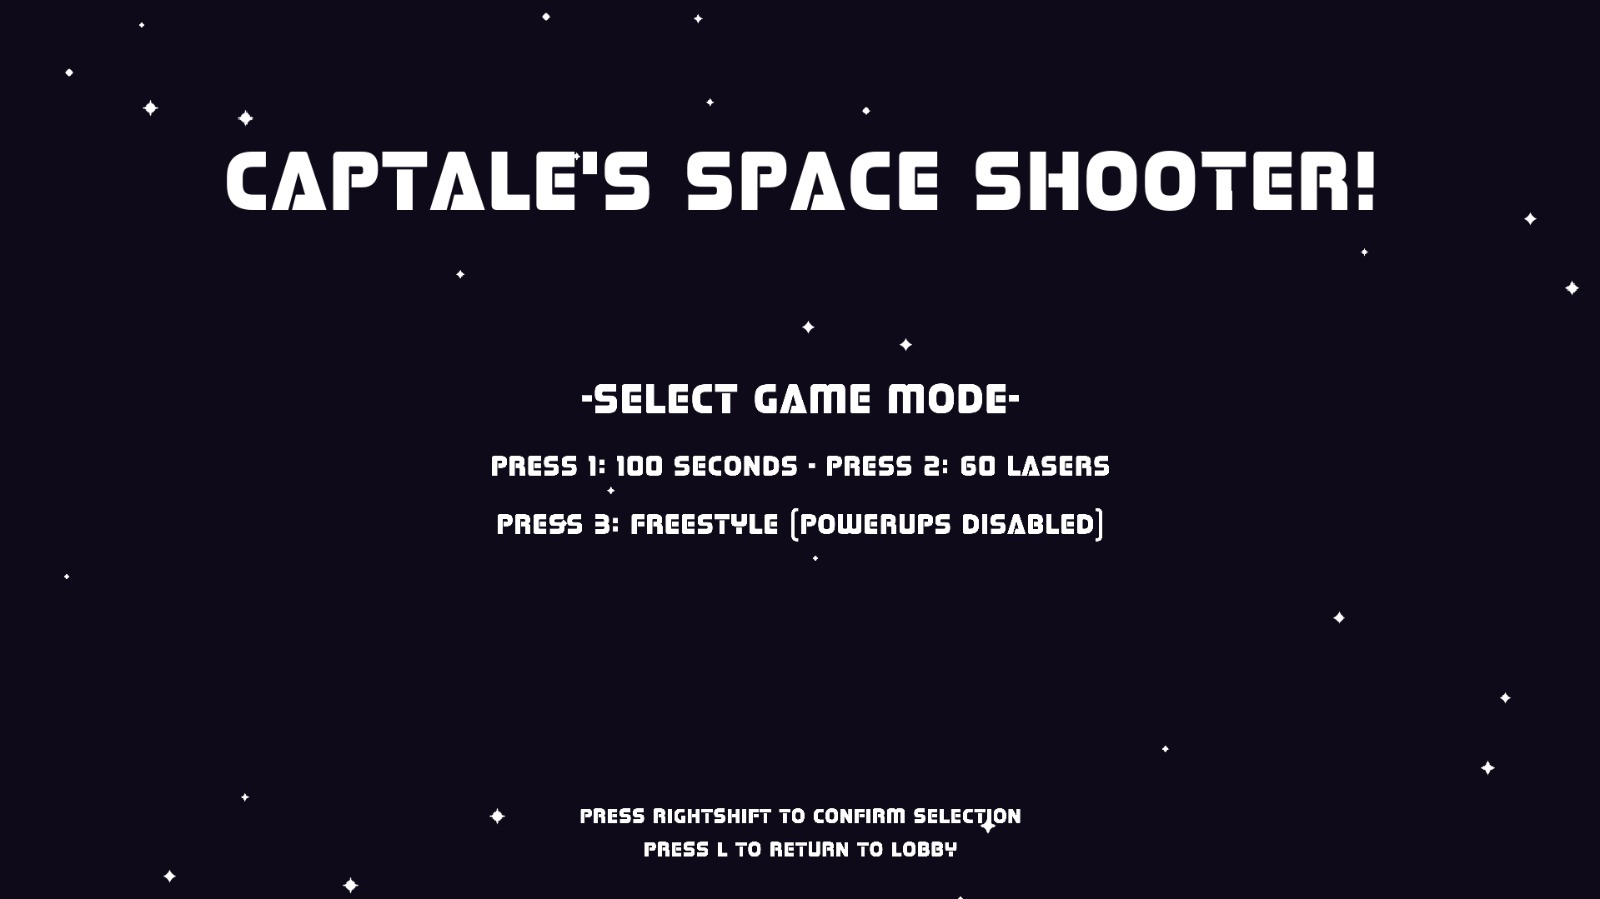 CAPTALE'S SPACE SHOOTER!
-SELECT GAME MODE-
PRESS 1: 100 SECONDS - PRESS 2: 60 LASERS
PRESS 3: FREESTYLE (POWERUPS DISABLED)
PRESS RIGHTSHIFT TO CONFIRM SELECTION
PRESS L TO RETURN TO LOBBY